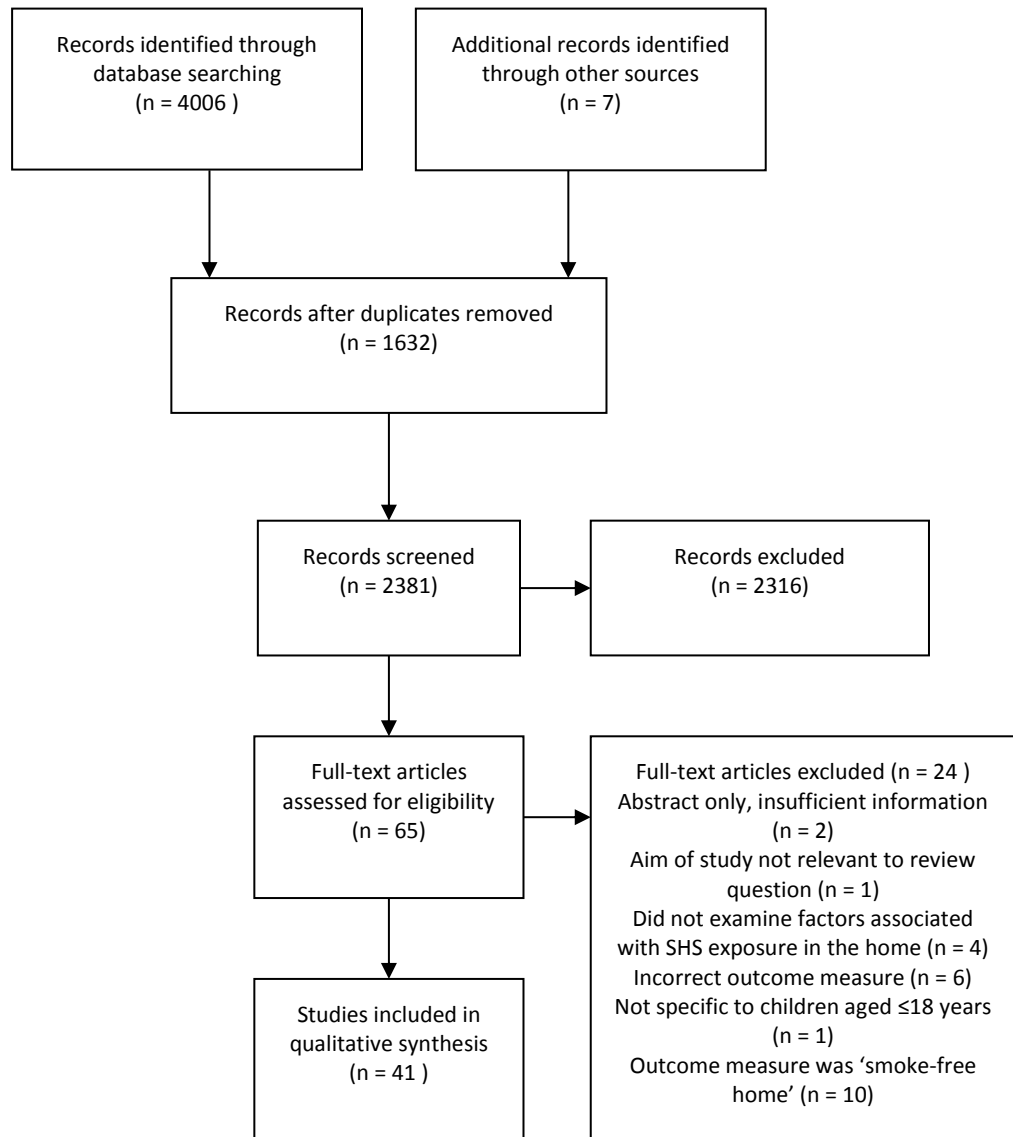 Records identified through
database searching
(n = 4006 )
Additional records identified
through other sources
(n = 7)
Records after duplicates removed
(n = 1632)
Records screened
(n = 2381)
Records excluded
(n = 2316)
Full-text articles
assessed for eligibility
(n = 65)
Full-text articles excluded (n = 24 )
Abstract only, insufficient information
(n = 2)
Aim of study not relevant to review
question (n = 1)
Did not examine factors associated
with SHS exposure in the home (n = 4)
Incorrect outcome measure (n = 6)
Not specific to children aged ≤18 years
(n = 1)
Outcome measure was ‘smoke-free
home’ (n = 10)
Studies included in
qualitative synthesis
(n = 41 )